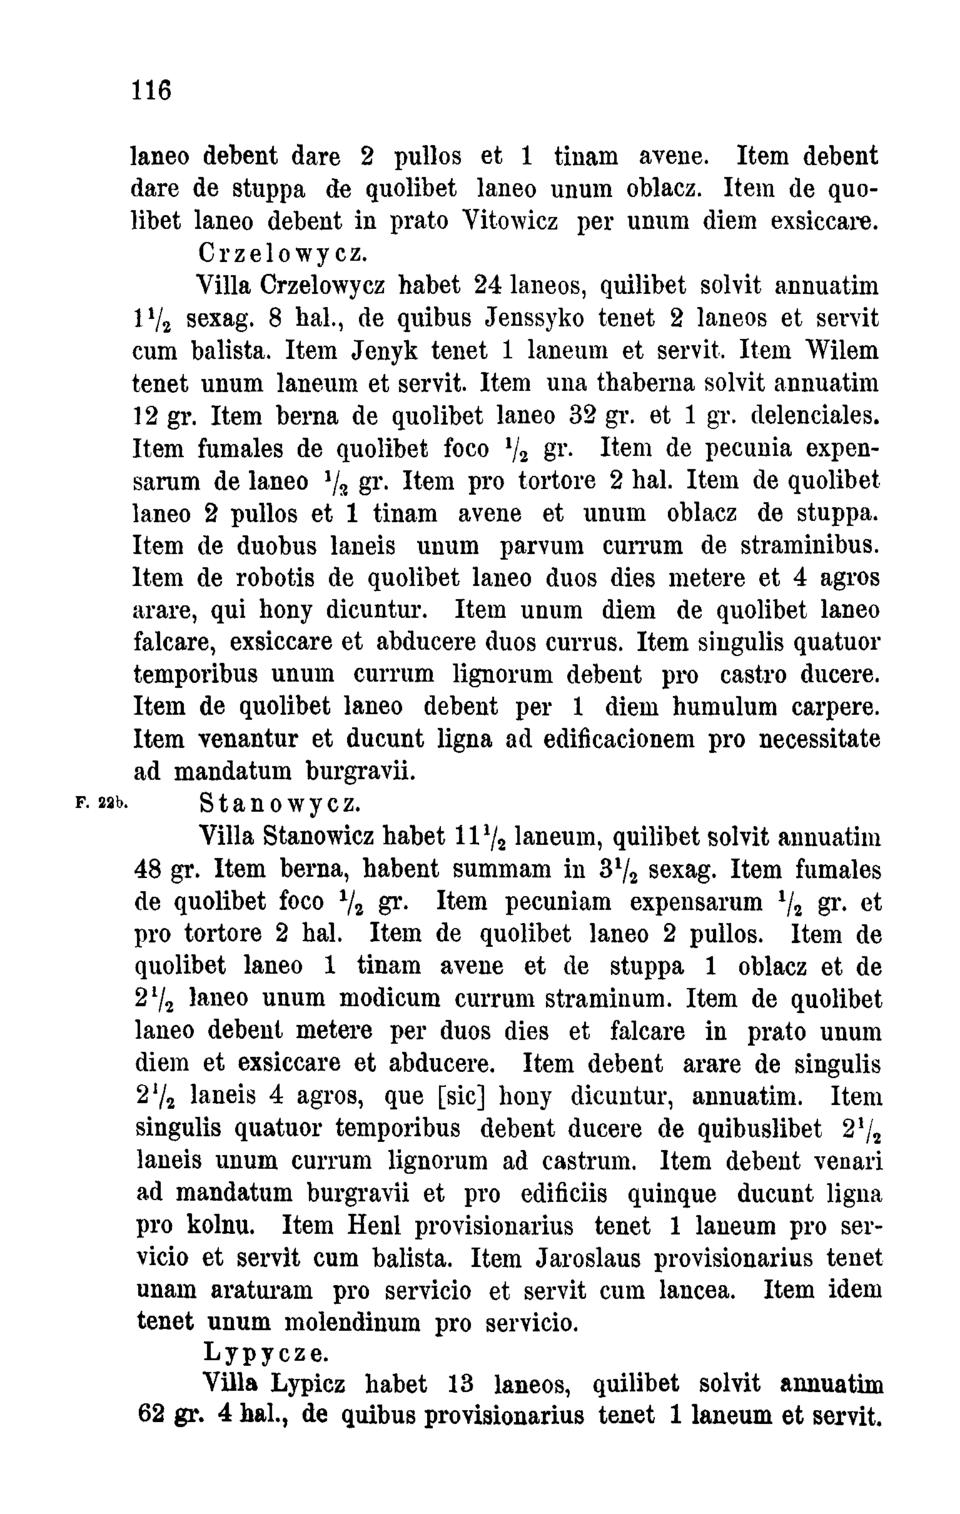 116
laneo debent dare 2 pullos et 1 tinam avene. Item debent
dare de stuppa de quolibet laneo unum oblacz. Item de quo-
libet laneo debent in prato Vitowicz per unum diem exsiccare.
Crzelowycz.
Villa Crzelowycz habet 24 laneos, quilibet solvit annuatim
1 1/2 sexag. 8 hal., de quibus Jenssyko tenet 2 laneos et servit
cum balista. Item Jenyk tenet 1 laneum et servit. Item Wilem
tenet unum laneum et servit. Item una thaberna solvit annuatim
12 gr. Item berna de quolibet laneo 32 gr. et 1 gr. delenciales.
Item fumales de quolibet foco 1/2 gr. Item de pecunia expen-
sarum de laneo 1/2 gr. Item pro tortore 2 hal. Item de quolibet
laneo 2 pullos et 1 tinam avene et unum oblacz de stuppa.
Item de duobus laneis unum parvum currum de straminibus.
Item de robotis de quolibet laneo duos dies metere et 4 agros
arare, qui hony dicuntur. Item unum diem de quolibet laneo
falcare, exsiccare et abducere duos currus. Item singulis quatuor
temporibus unum currum lignorum debent pro castro ducere.
Item de quolibet laneo debent per 1 diem humulum carpere.
Item venantur et ducunt ligna ad edificacionem pro necessitate
ad mandatum burgravii.
F. 22b. Stanowycz.
Villa Stanowicz habet 11 1/2 laneum, quilibet solvit annuatim
48 gr. Item berna, habent summam in 3 1/2 sexag. Item fumales
de quolibet foco 1/2 gr. Item pecuniam expensarum 1/2 gr. et
pro tortore 2 hal. Item de quolibet laneo 2 pullos. Item de
quolibet laneo 1 tinam avene et de stuppa 1 oblacz et de
2 1/2 laneo unum modicum currum straminum. Item de quolibet
laneo debent metere per duos dies et falcare in prato unum
diem et exsiccare et abducere. Item debent arare de singulis
2 1/2 laneis 4 agros, que [sic] hony dicuntur, annuatim. Item
singulis quatuor temporibus debent ducere de quibuslibet 2 1/2
laneis unum currum lignorum ad castrum. Item debent venari
ad mandatum burgravii et pro edificiis quinque ducunt ligna
pro kolnu. Item Henl provisionarius tenet 1 laneum pro ser-
vicio et servit cum balista. Item Jaroslaus provisionarius tenet
unam araturam pro servicio et servit cum lancea. Item idem
tenet unum molendinum pro servicio.
Lypycze.
Villa Lypicz habet 13 laneos, quilibet solvit annuatim
62 gr. 4 hal., de quibus provisionarius tenet 1 laneum et servit.